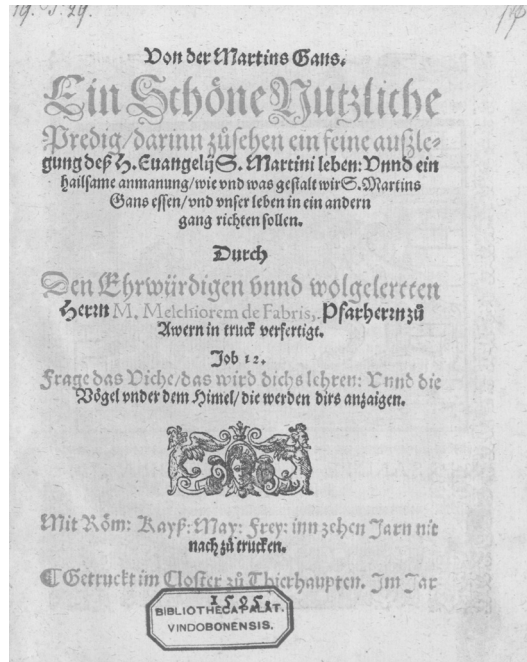 19. J. 29.
Von der Martins Gans.
Ein Schöne Nutzliche
Predig/darinn zůsehen ein feine außle-
gung deß H. Euangelij S. Martini leben: Vnnd ein
hailsame anmanung/wie vnd was gestalt wir S. Martins
Gans essen/vnd vnser leben in ein andern
gang richten sollen.
Durch
Den Ehrwürdigen vnnd wolgelertten
Herrn M. Melchiorem de Fabris, Pfarherrn zů
Awern in truck verfertigt.
Job 12.
Frage das Viche/das wird dichs lehren: Vnnd die
Vögel vnder dem Himel/die werden dirs anzaigen.
Mit Röm: Kayß: May: Frey: inn zehen Jarn nit
nach zů trucken.
Getruckt im Closter zů Thierhaupten. Im Jar
1595.
BIBLIOTHECA PALAT.
VINDOBONENSIS.